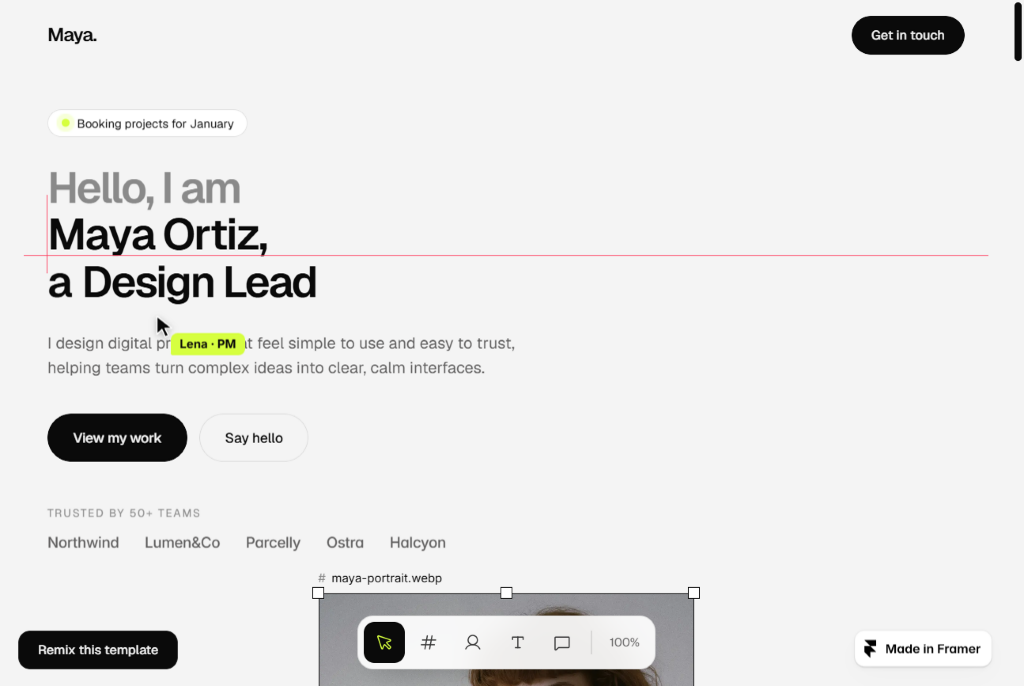 Maya.
Get in touch
Booking projects for January
Hello, I am
Maya Ortiz,
a Design Lead
I design digital pr
Lena · PM
t feel simple to use and easy to trust,
helping teams turn complex ideas into clear, calm interfaces.
View my work
Say hello
TRUSTED BY 50+ TEAMS
Northwind Lumen&Co Parcelly Ostra Halcyon
# maya-portrait.webp
100%
Remix this template
Made in Framer